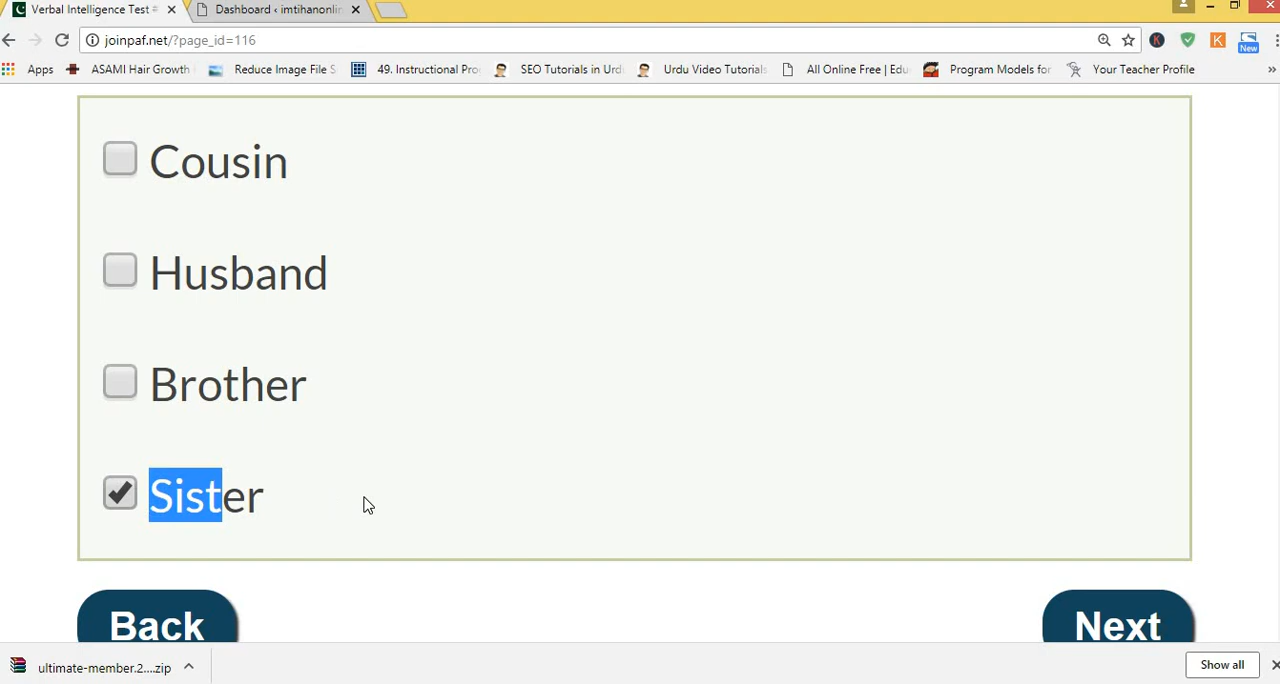 Verbal Intelligence Test
Dashboard ‹ imtihanonlin
joinpaf.net/?page_id=116
New
Apps ASAMI Hair Growth Reduce Image File S 49. Instructional Pro SEO Tutorials in Urd Urdu Video Tutorials All Online Free | Edu Program Models for Your Teacher Profile »
Cousin
Husband
Brother
Sister
Back Next
ultimate-member.2....zip Show all